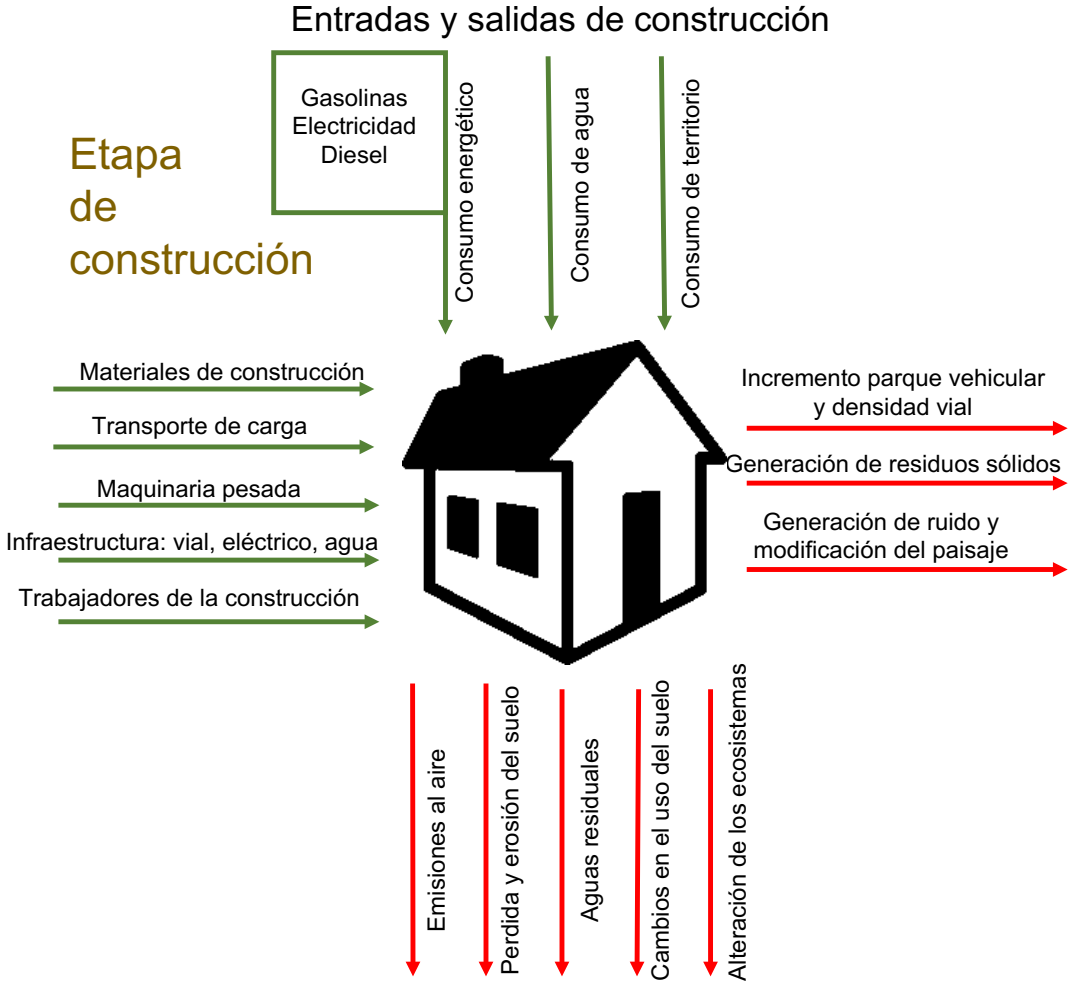 Entradas y salidas de construcción
Gasolinas
Electricidad
Diesel
Consumo energético
Consumo de agua
Consumo de territorio
Etapa
de
construcción
Materiales de construcción
Transporte de carga
Maquinaria pesada
Infraestructura: vial, eléctrico, agua
Trabajadores de la construcción
Incremento parque vehicular
y densidad vial
Generación de residuos sólidos
Generación de ruido y
modificación del paisaje
Emisiones al aire
Perdida y erosión del suelo
Aguas residuales
Cambios en el uso del suelo
Alteración de los ecosistemas